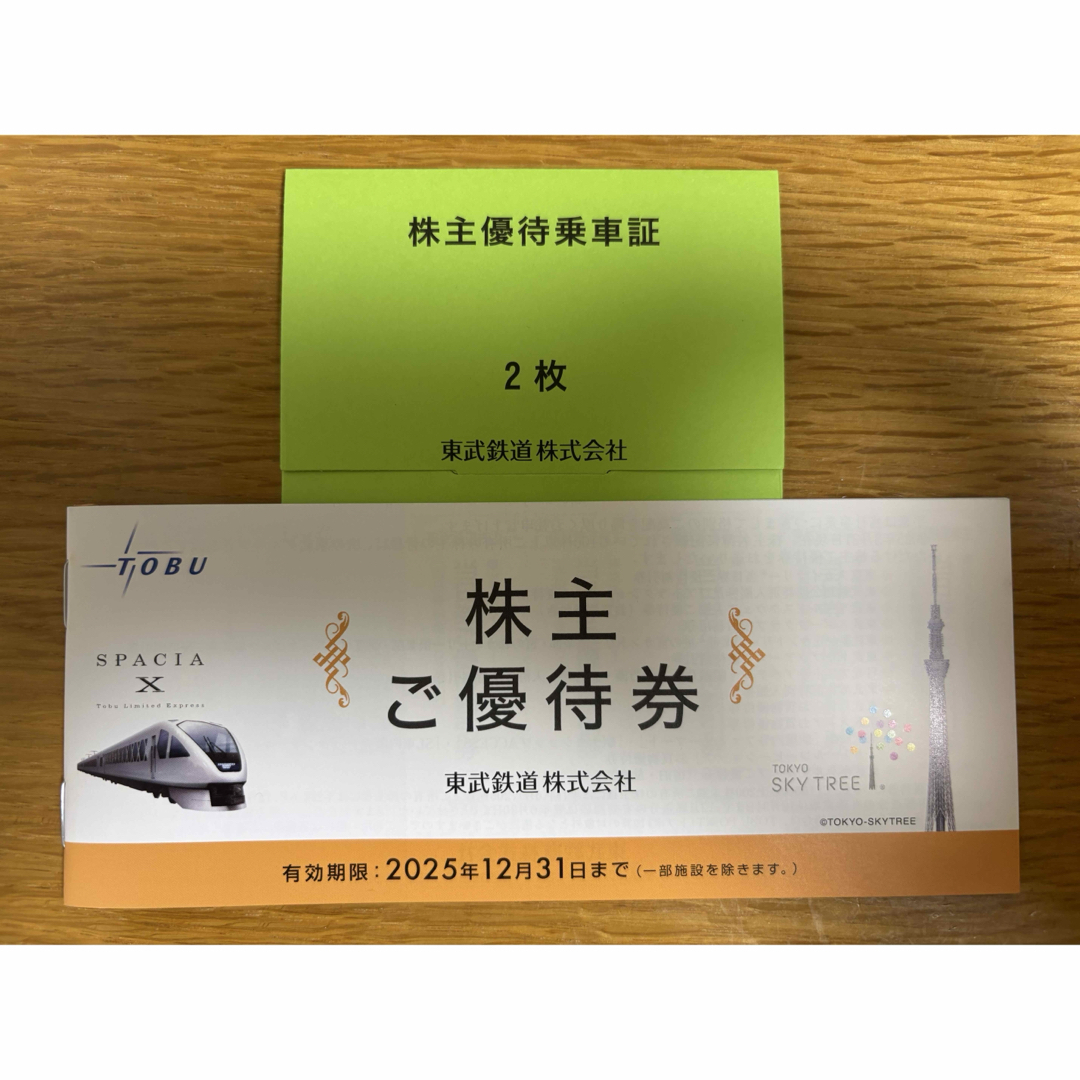 株主優待乗車証
2枚
東武鉄道株式会社
TOBU
株主
ご優待券
SPACIA
X
Tobu Limited Express
東武鉄道株式会社
TOKYO
SKYTREE®
©TOKYO-SKYTREE
有効期限:2025年12月31日まで(一部施設を除きます。)